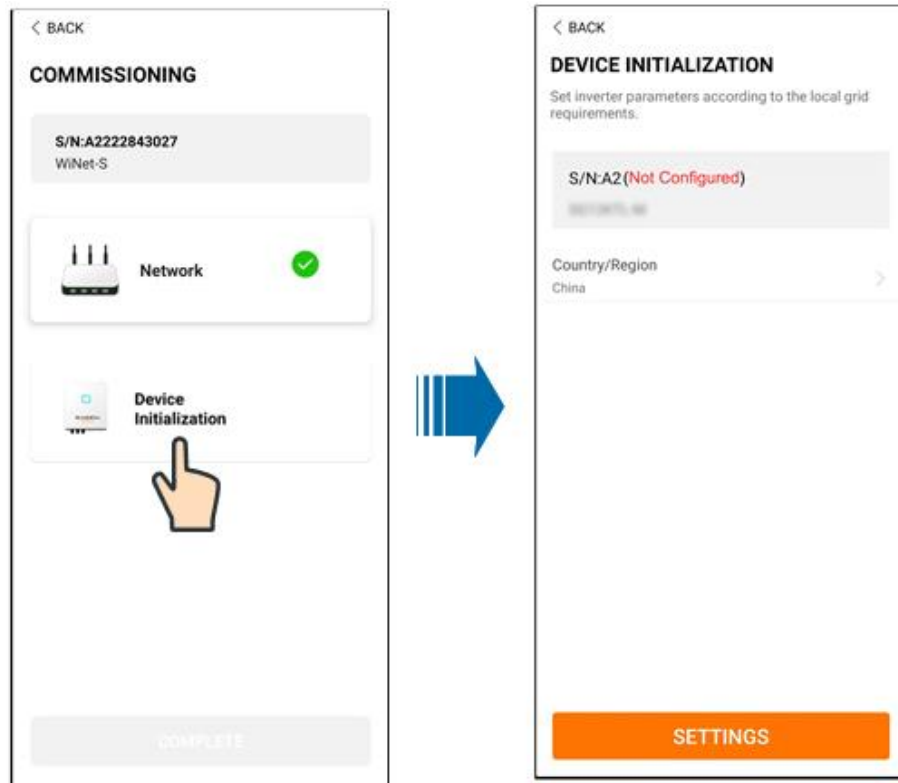 < BACK
COMMISSIONING
S/N:A2222843027
WiNet-S
Network
Device
Initialization
COMPLETE
< BACK
DEVICE INITIALIZATION
Set inverter parameters according to the local grid
requirements.
S/N:A2(Not Configured)
Country/Region
China
SETTINGS